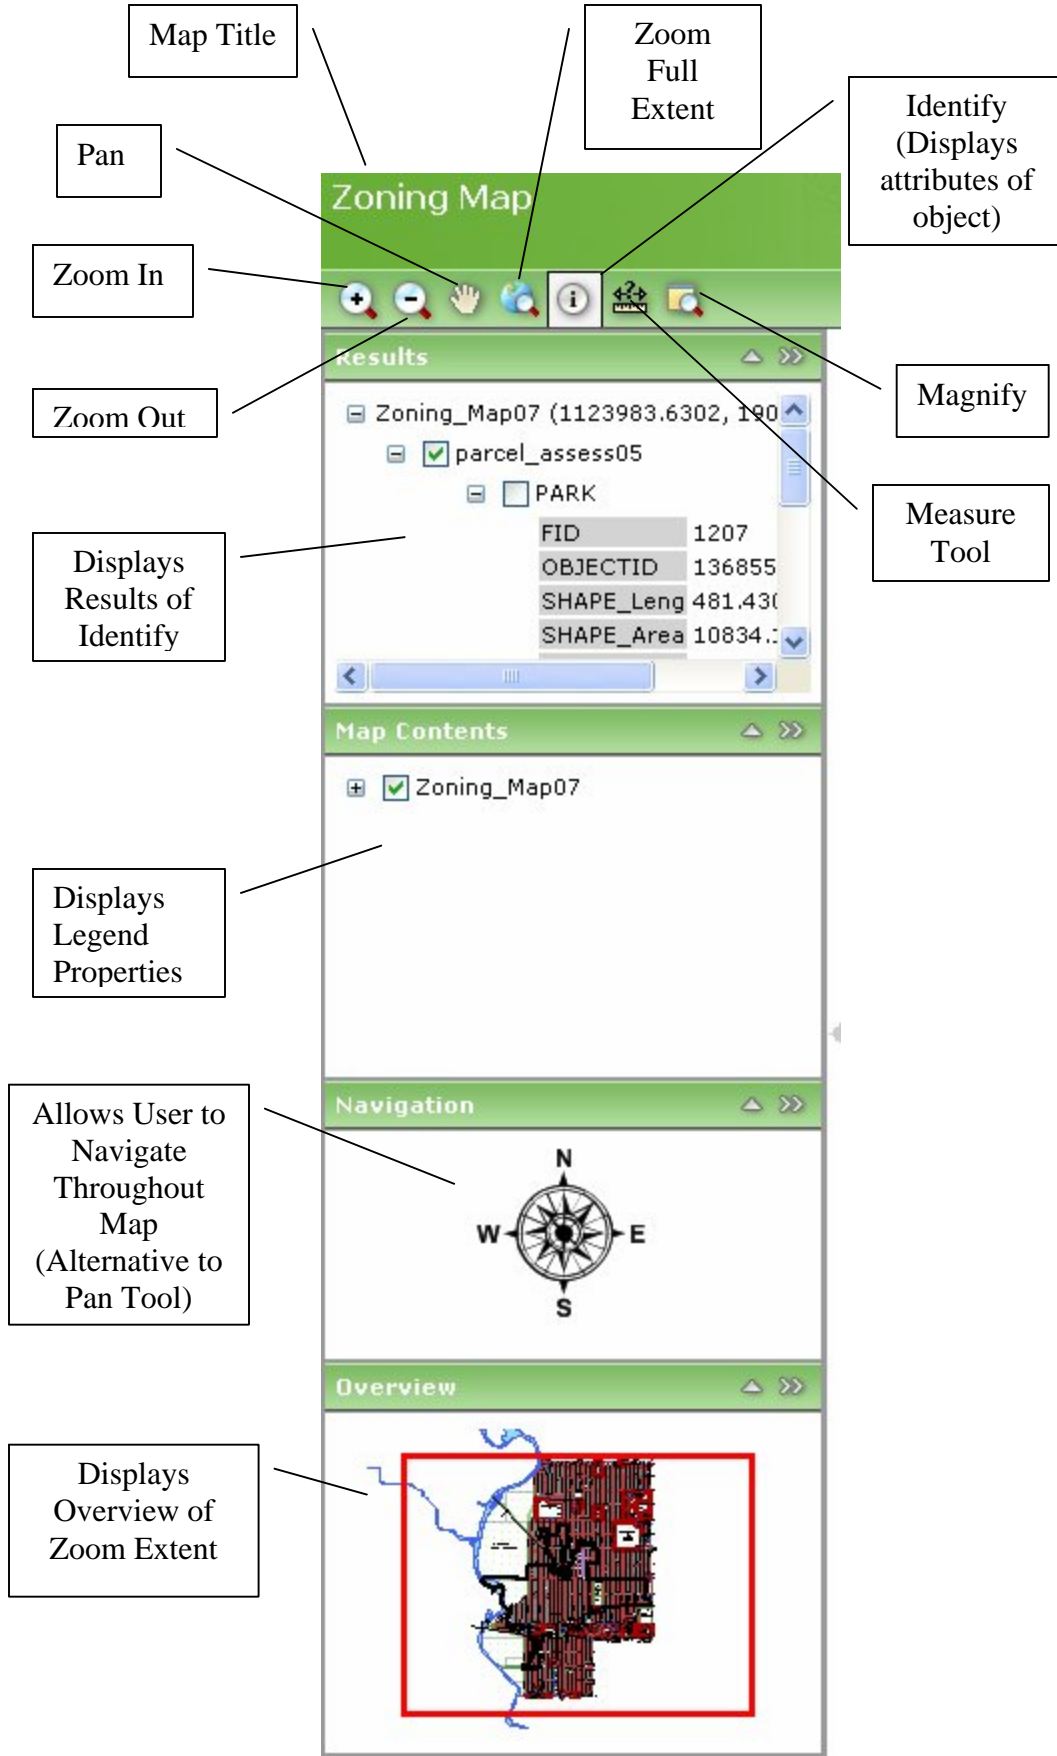 Map Title
Zoom
Full
Extent
Identify
(Displays
attributes of
object)
Pan
Zoning Map
Zoom In
Results
Zoom Out
Magnify
Zoning_Map07 (1123983.6302, 190
parcel_assess05
PARK
FID 1207
OBJECTID 136855
SHAPE_Leng 481.430
SHAPE_Area 10834.
Measure
Tool
Displays
Results of
Identify
Map Contents
Zoning_Map07
Displays
Legend
Properties
Navigation
Allows User to
Navigate
Throughout
Map
(Alternative to
Pan Tool)
N
W E
S
Overview
Displays
Overview of
Zoom Extent